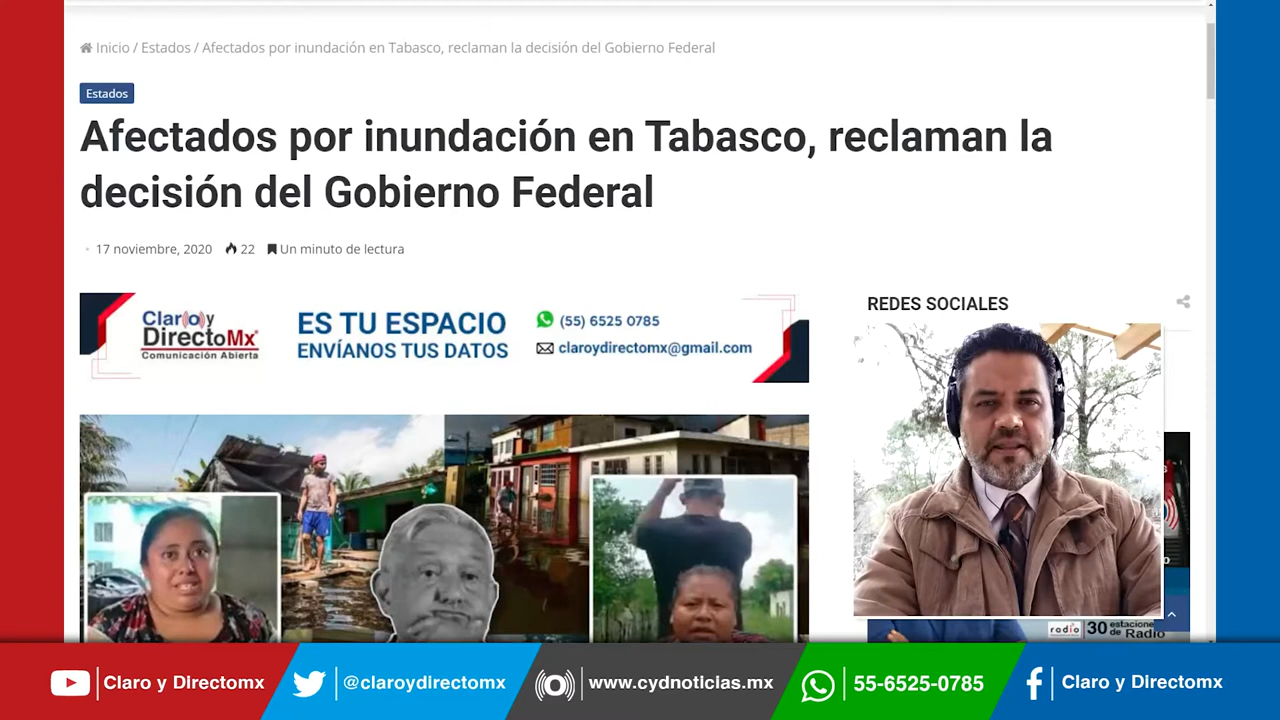 Inicio / Estados / Afectados por inundación en Tabasco, reclaman la decisión del Gobierno Federal
Estados
Afectados por inundación en Tabasco, reclaman la
decisión del Gobierno Federal
17 noviembre, 2020 22 Un minuto de lectura
Claro y
DirectoMx
Comunicación Abierta
ES TU ESPACIO
ENVÍANOS TUS DATOS
(55) 6525 0785
claroydirectomx@gmail.com
REDES SOCIALES
radio 30 estaciones
de Radio
Claro y Directomx
@claroydirectomx
www.cydnoticias.mx
55-6525-0785
Claro y Directomx